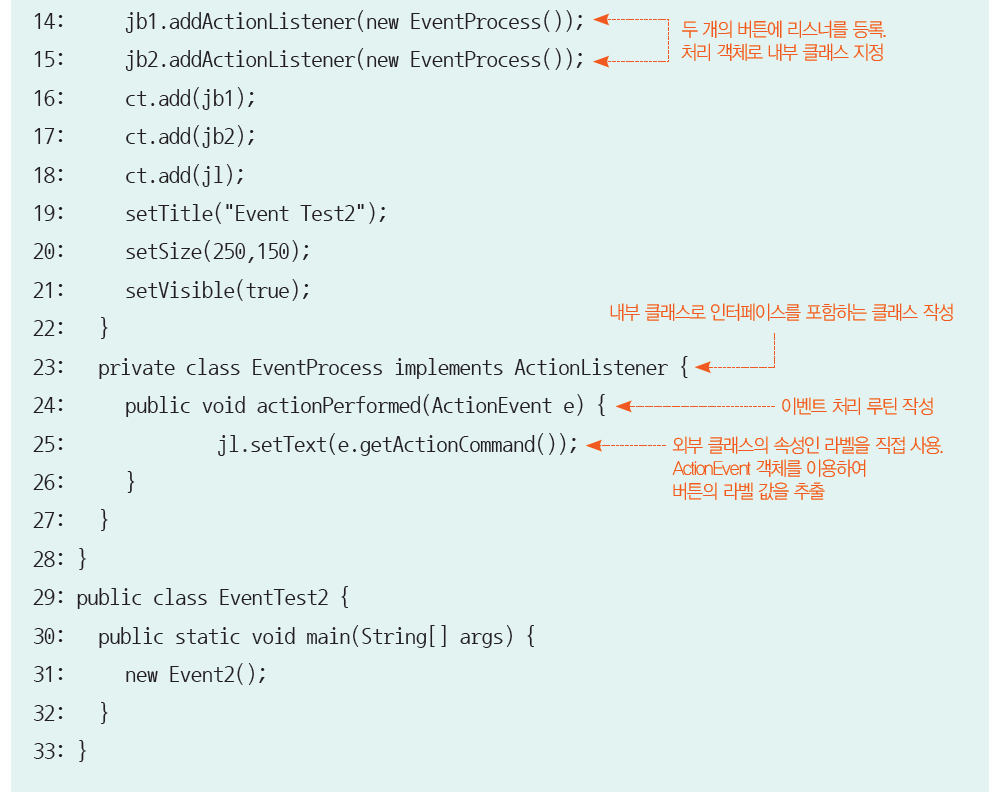 14: jb1.addActionListener(new EventProcess());
두 개의 버튼에 리스너를 등록.
처리 객체로 내부 클래스 지정
15: jb2.addActionListener(new EventProcess());
16: ct.add(jb1);
17: ct.add(jb2);
18: ct.add(jl);
19: setTitle("Event Test2");
20: setSize(250,150);
21: setVisible(true);
22: }
내부 클래스로 인터페이스를 포함하는 클래스 작성
23: private class EventProcess implements ActionListener {
24: public void actionPerformed(ActionEvent e) {
이벤트 처리 루틴 작성
25: jl.setText(e.getActionCommand());
외부 클래스의 속성인 라벨을 직접 사용.
ActionEvent 객체를 이용하여
버튼의 라벨 값을 추출
26: }
27: }
28: }
29: public class EventTest2 {
30: public static void main(String[] args) {
31: new Event2();
32: }
33: }